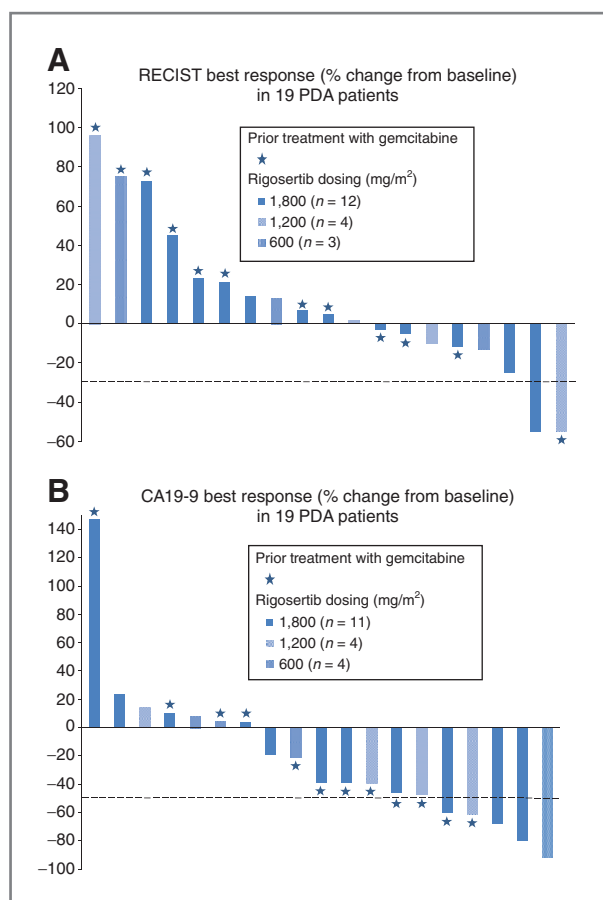 A
RECIST best response (% change from baseline)
in 19 PDA patients
120
100
80
60
40
20
0
−20
−40
−60
Prior treatment with gemcitabine
★
Rigosertib dosing (mg/m²)
1,800 (n = 12)
1,200 (n = 4)
600 (n = 3)
B
CA19-9 best response (% change from baseline)
in 19 PDA patients
140
120
100
80
60
40
20
0
−20
−40
−60
−80
−100
Prior treatment with gemcitabine
★
Rigosertib dosing (mg/m²)
1,800 (n = 11)
1,200 (n = 4)
600 (n = 4)